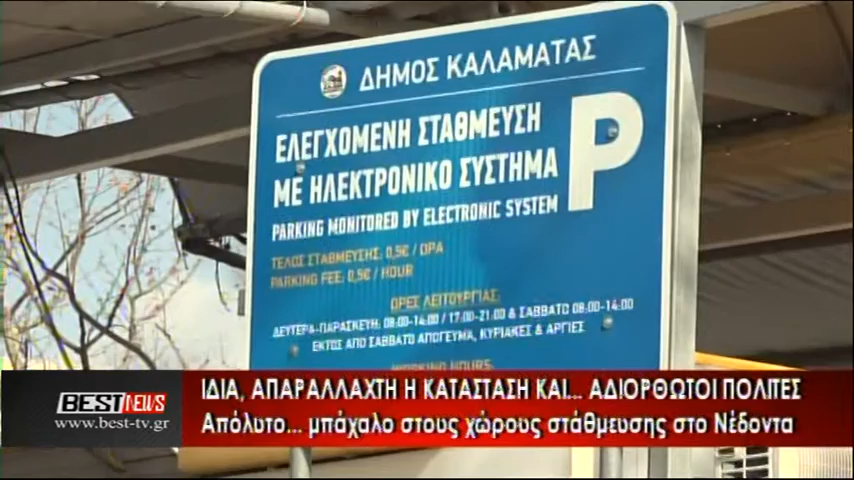 ΔΗΜΟΣ ΚΑΛΑΜΑΤΑΣ
ΕΛΕΓΧΟΜΕΝΗ ΣΤΑΘΜΕΥΣΗ
ΜΕ ΗΛΕΚΤΡΟΝΙΚΟ ΣΥΣΤΗΜΑ
P
PARKING MONITORED BY ELECTRONIC SYSTEM
ΤΕΛΟΣ ΣΤΑΘΜΕΥΣΗΣ: 0,5€ / ΩΡΑ
PARKING FEE: 0,5€ / HOUR
ΩΡΕΣ ΛΕΙΤΟΥΡΓΙΑΣ
ΔΕΥΤΕΡΑ-ΠΑΡΑΣΚΕΥΗ: 08:00-14:00 / 17:00-21:00 & ΣΑΒΒΑΤΟ 08:00-14:00
ΕΚΤΟΣ ΑΠΟ ΣΑΒΒΑΤΟ ΑΠΟΓΕΥΜΑ, ΚΥΡΙΑΚΕΣ & ΑΡΓΙΕΣ
WORKING HOURS
BEST NEWS
www.best-tv.gr
ΙΔΙΑ, ΑΠΑΡΑΛΛΑΧΤΗ Η ΚΑΤΑΣΤΑΣΗ ΚΑΙ... ΑΔΙΟΡΘΩΤΟΙ ΠΟΛΙΤΕΣ
Απόλυτο... μπάχαλο στους χώρους στάθμευσης στο Νέδοντα